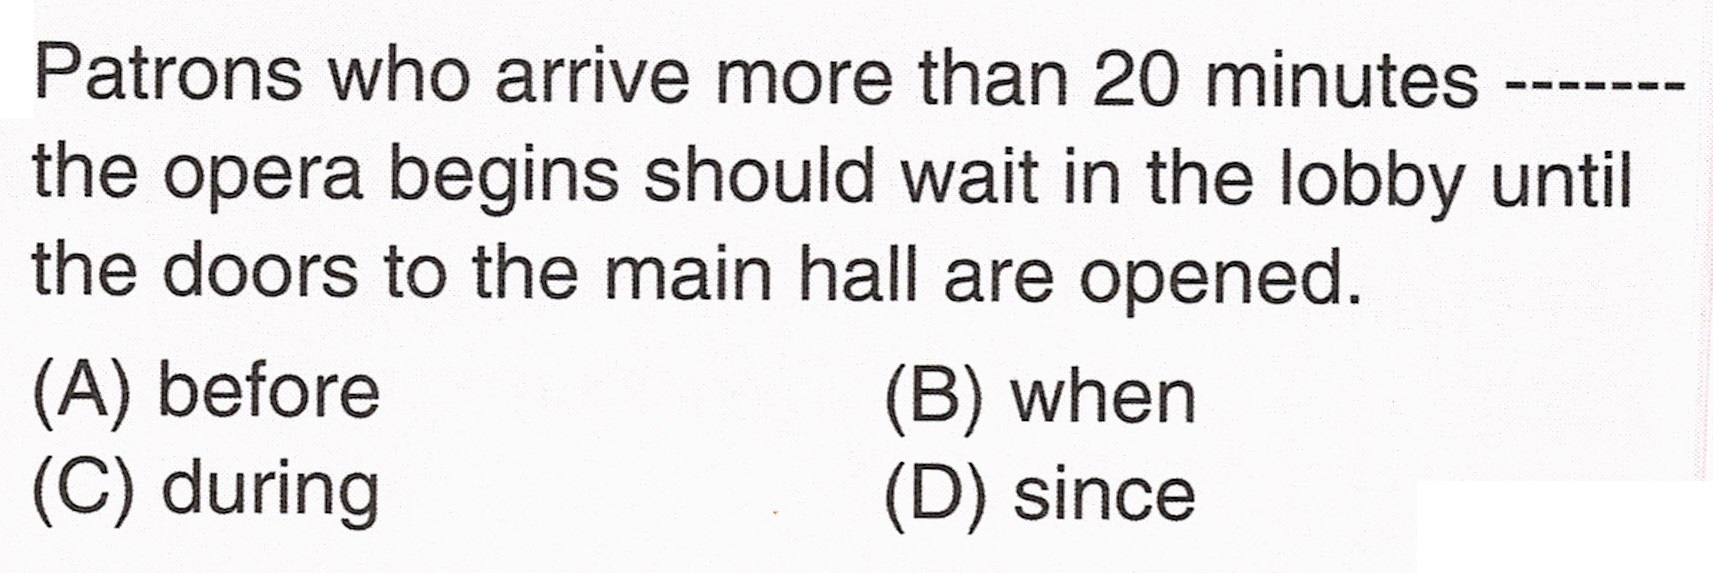 Patrons who arrive more than 20 minutes -------
the opera begins should wait in the lobby until
the doors to the main hall are opened.
(A) before (B) when
(C) during (D) since